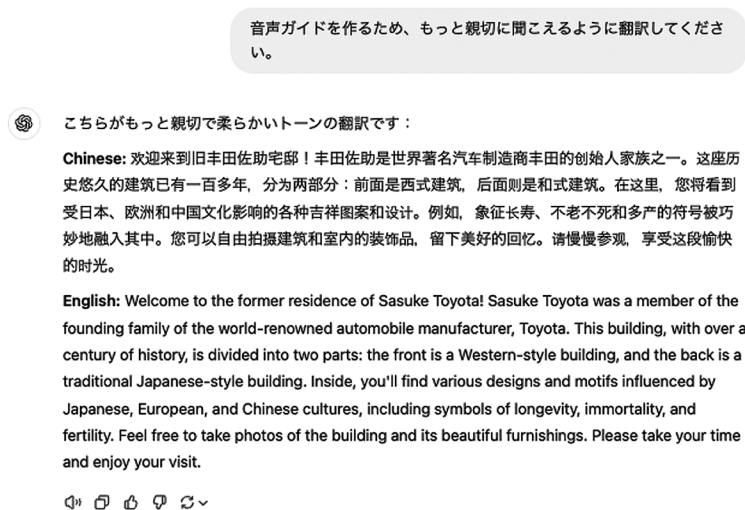 音声ガイドを作るため、もっと親切に聞こえるように翻訳してくださ
い。
こちらがもっと親切で柔らかいトーンの翻訳です：
Chinese: 欢迎来到旧丰田佐助宅邸！丰田佐助是世界著名汽车制造商丰田的创始人家族之一。这座历
史悠久的建筑已有一百多年，分为两部分：前面是西式建筑，后面则是和式建筑。在这里，您将看到
受日本、欧洲和中国文化影响的各种吉祥图案和设计。例如，象征长寿、不老不死和多产的符号被巧
妙地融入其中。您可以自由拍摄建筑和室内的装饰品，留下美好的回忆。请慢慢参观，享受这段愉快
的时光。
English: Welcome to the former residence of Sasuke Toyota! Sasuke Toyota was a member of the
founding family of the world-renowned automobile manufacturer, Toyota. This building, with over a
century of history, is divided into two parts: the front is a Western-style building, and the back is a
traditional Japanese-style building. Inside, you'll find various designs and motifs influenced by
Japanese, European, and Chinese cultures, including symbols of longevity, immortality, and
fertility. Feel free to take photos of the building and its beautiful furnishings. Please take your time
and enjoy your visit.